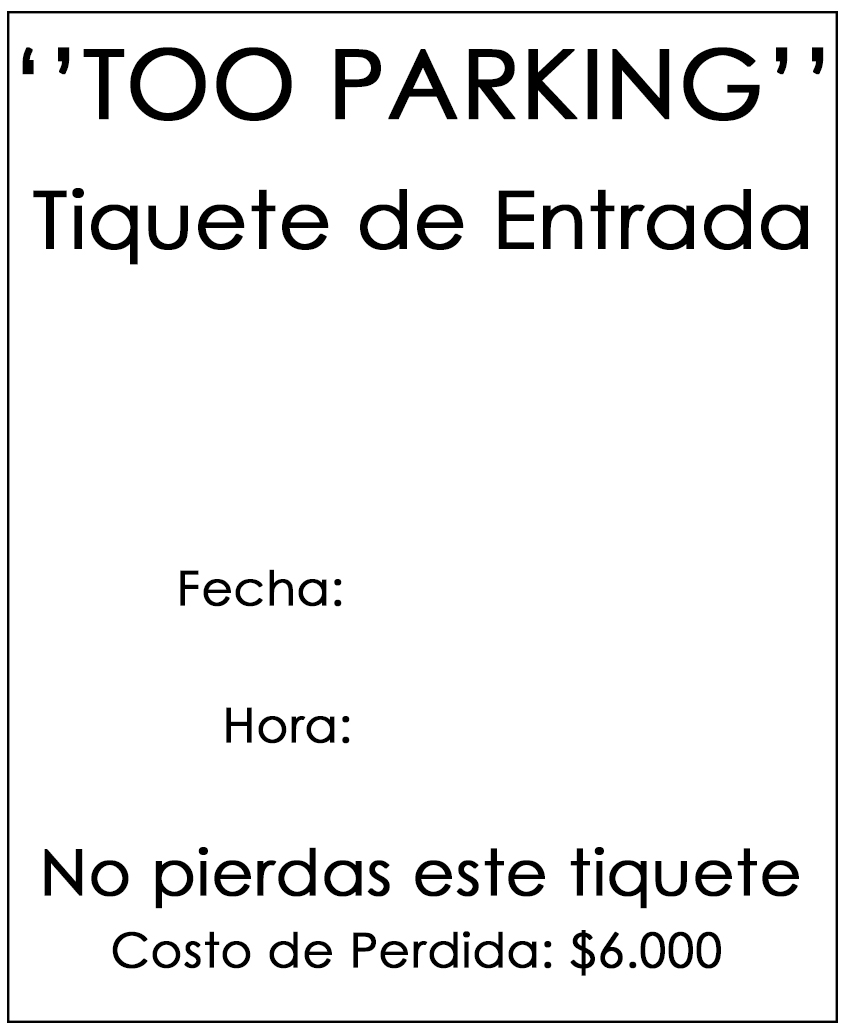 ‘’TOO PARKING’’
Tiquete de Entrada
Fecha:
Hora:
No pierdas este tiquete
Costo de Perdida: $6.000